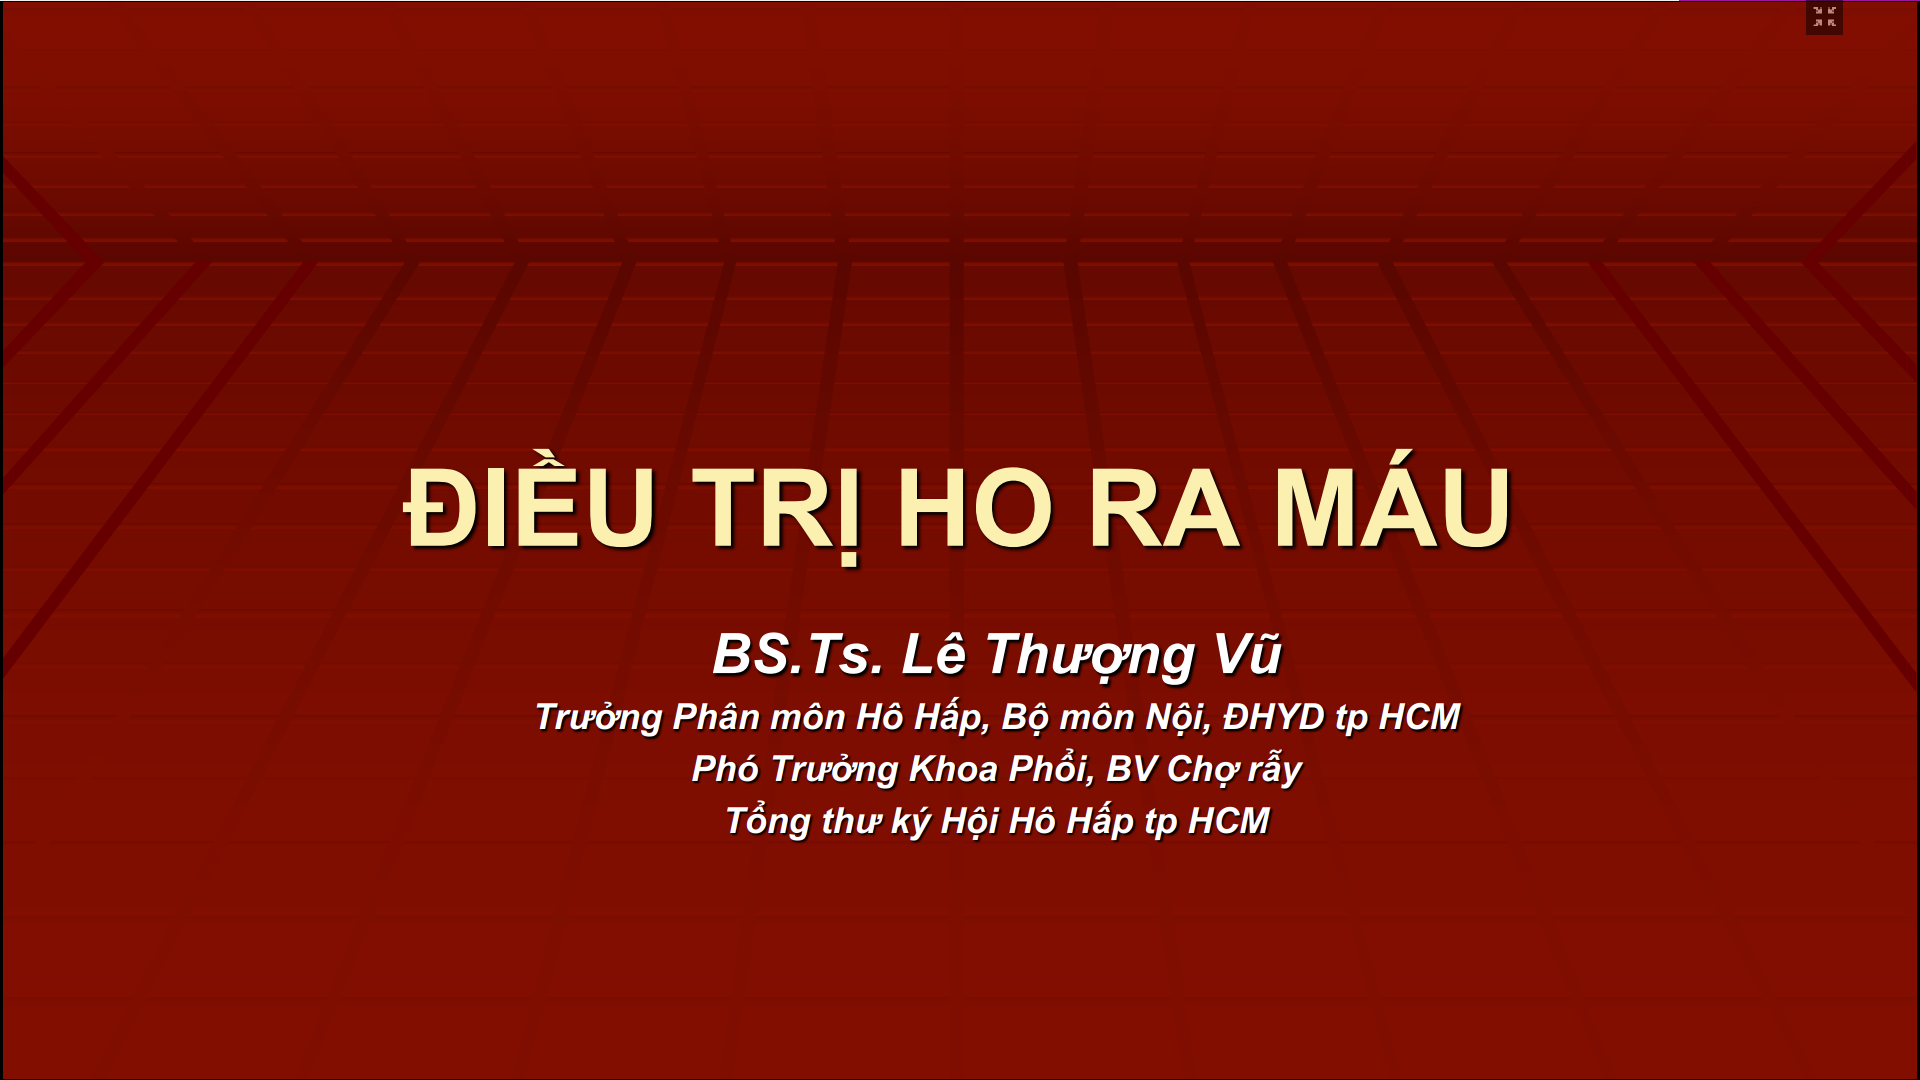 ĐIỀU TRỊ HO RA MÁU
BS.Ts. Lê Thượng Vũ
Trưởng Phân môn Hô Hấp, Bộ môn Nội, ĐHYD tp HCM
Phó Trưởng Khoa Phổi, BV Chợ rẫy
Tổng thư ký Hội Hô Hấp tp HCM